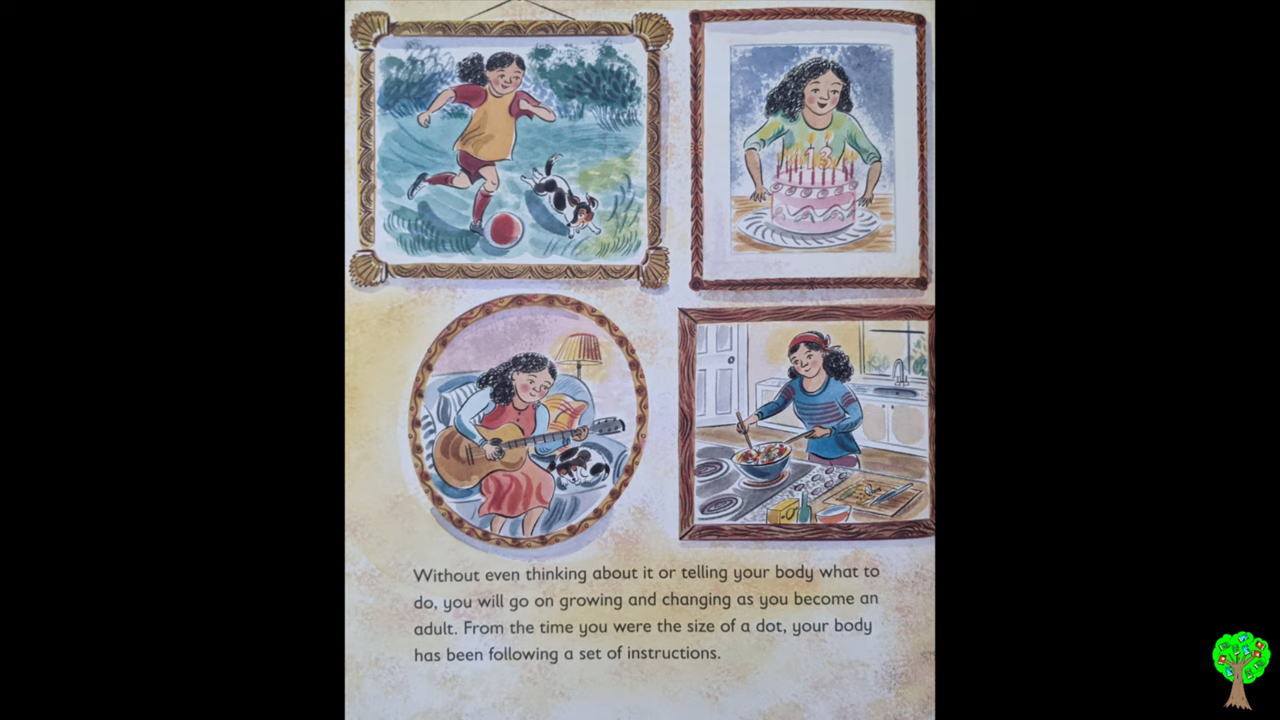 13
Without even thinking about it or telling your body what to
do, you will go on growing and changing as you become an
adult. From the time you were the size of a dot, your body
has been following a set of instructions.